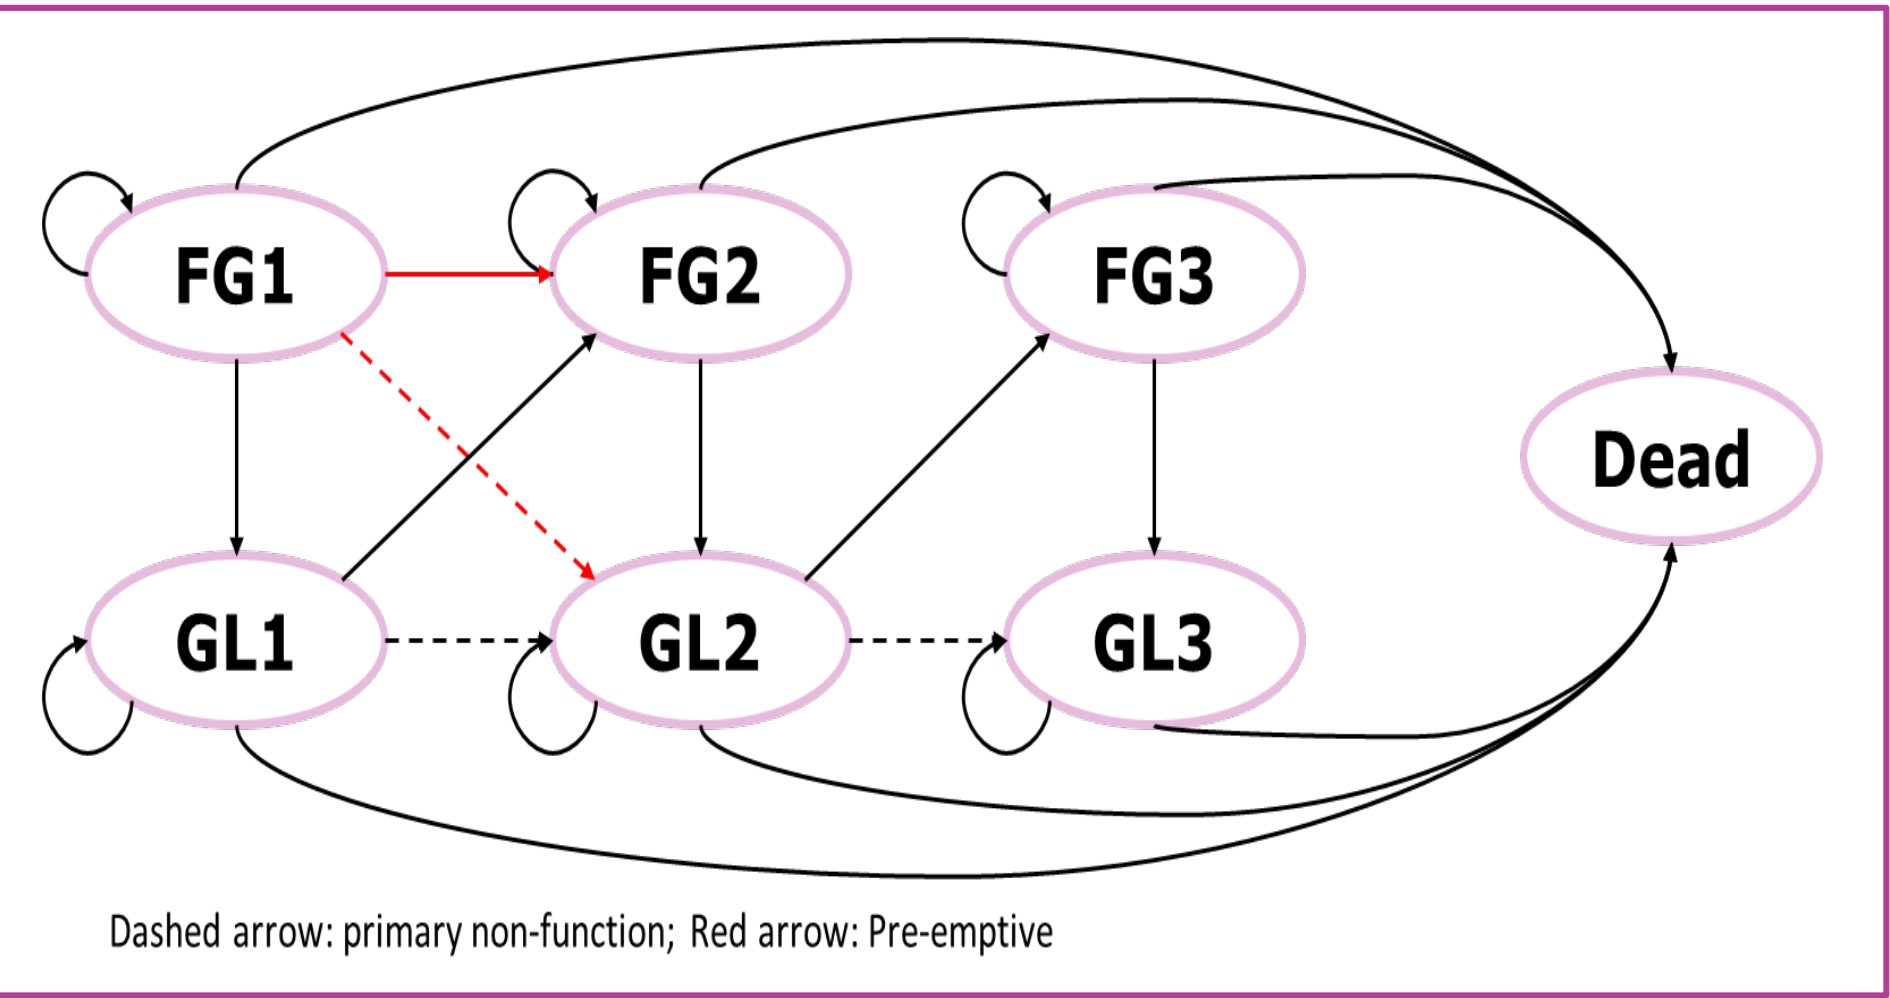 FG1 FG2 FG3
Dead
GL1 GL2 GL3
Dashed arrow: primary non-function; Red arrow: Pre-emptive